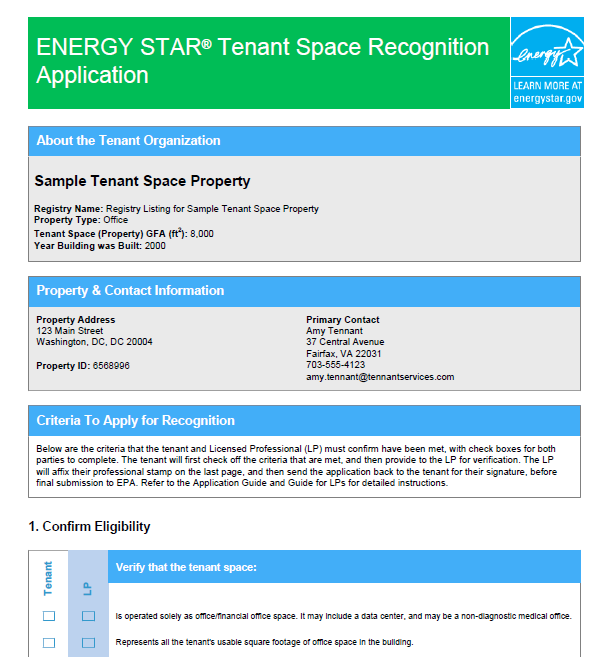 ENERGY STAR® Tenant Space Recognition
Application
energy
LEARN MORE AT
energystar.gov
About the Tenant Organization
Sample Tenant Space Property
Registry Name: Registry Listing for Sample Tenant Space Property
Property Type: Office
Tenant Space (Property) GFA (ft²): 8,000
Year Building was Built: 2000
Property & Contact Information
Property Address
123 Main Street
Washington, DC, DC 20004
Property ID: 6568996
Primary Contact
Amy Tennant
37 Central Avenue
Fairfax, VA 22031
703-555-4123
amy.tenant@tennantservices.com
Criteria To Apply for Recognition
Below are the criteria that the tenant and Licensed Professional (LP) must confirm have been met, with check boxes for both
parties to complete. The tenant will first check off the criteria that are met, and then provide to the LP for verification. The LP
will affix their professional stamp on the last page, and then send the application back to the tenant for their signature, before
final submission to EPA. Refer to the Application Guide and Guide for LPs for detailed instructions.
1. Confirm Eligibility
Tenant
LP
Verify that the tenant space:
Is operated solely as office/financial office space. It may include a data center, and may be a non-diagnostic medical office.
Represents all the tenant's usable square footage of office space in the building.